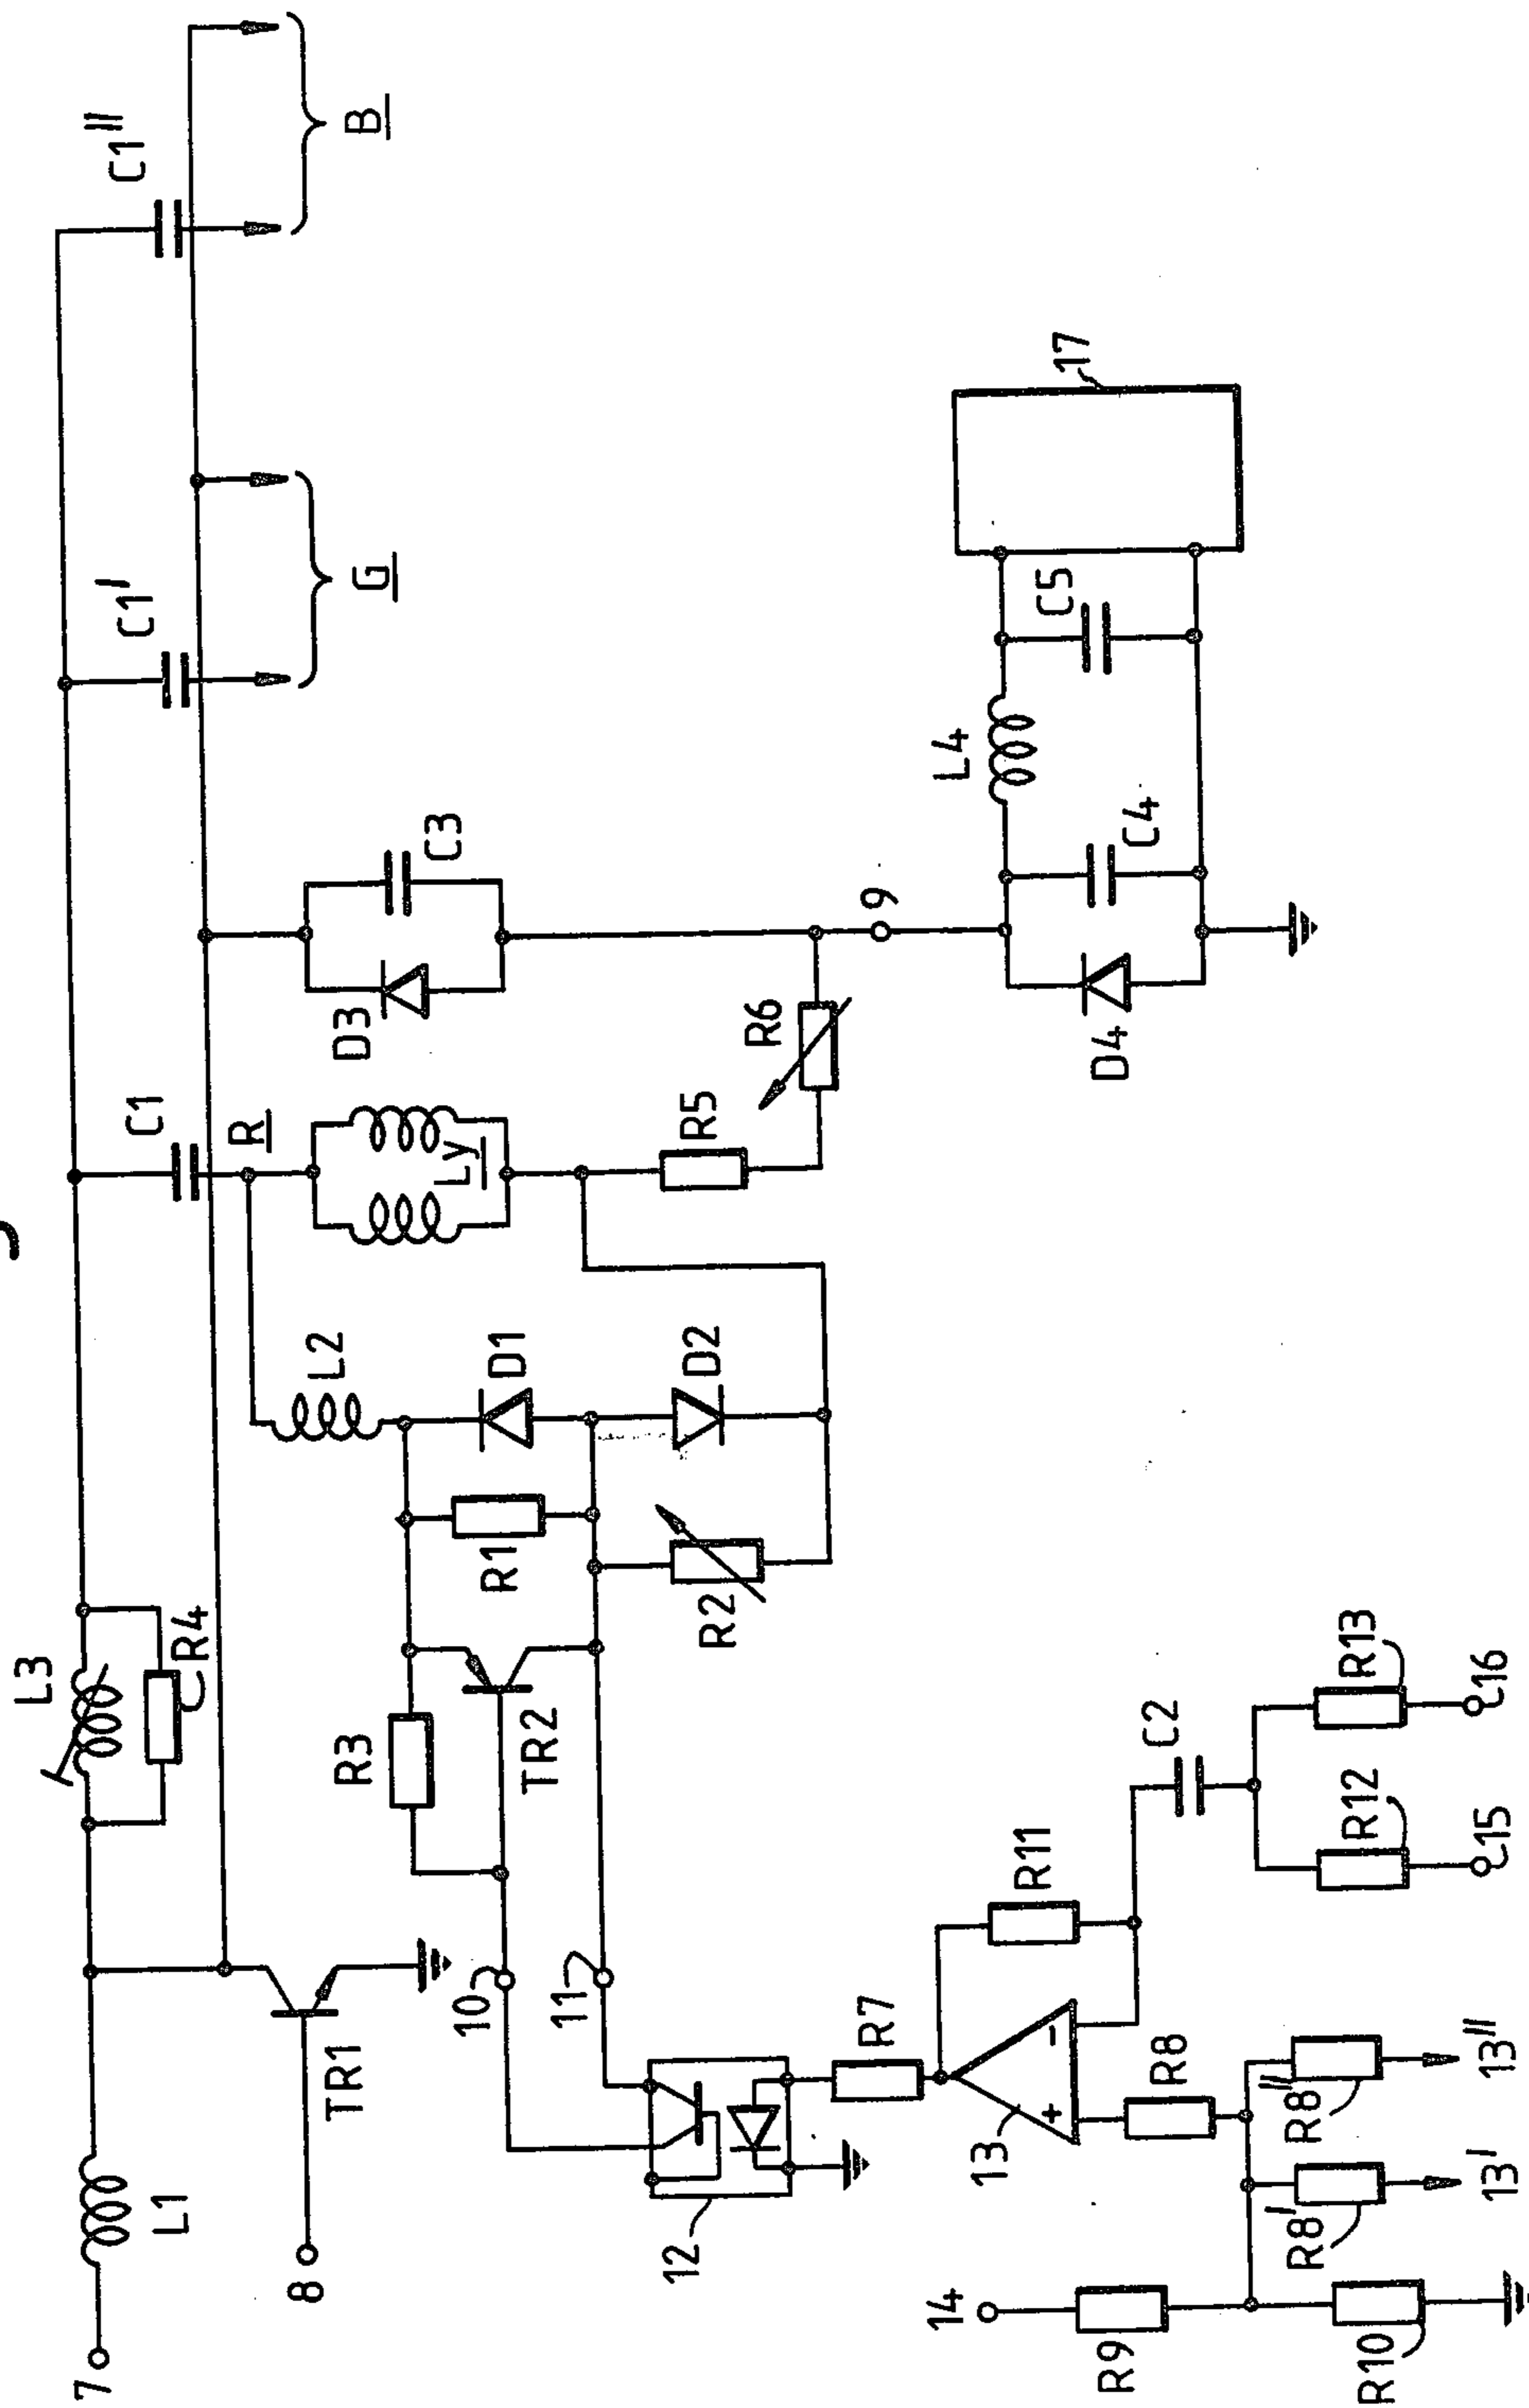 7
L1
8
TR1
L3
R4
C1
R
C1'
G
C1''
B
L2
Ly
D3
C3
R3
TR2
R1
D1
R2
D2
R5
R6
9
10
11
12
R7
13
+
-
R11
R8
R8'
R8''
13'
13''
14
R9
R10
C2
R12
R13
15
16
D4
C4
L4
C5
17